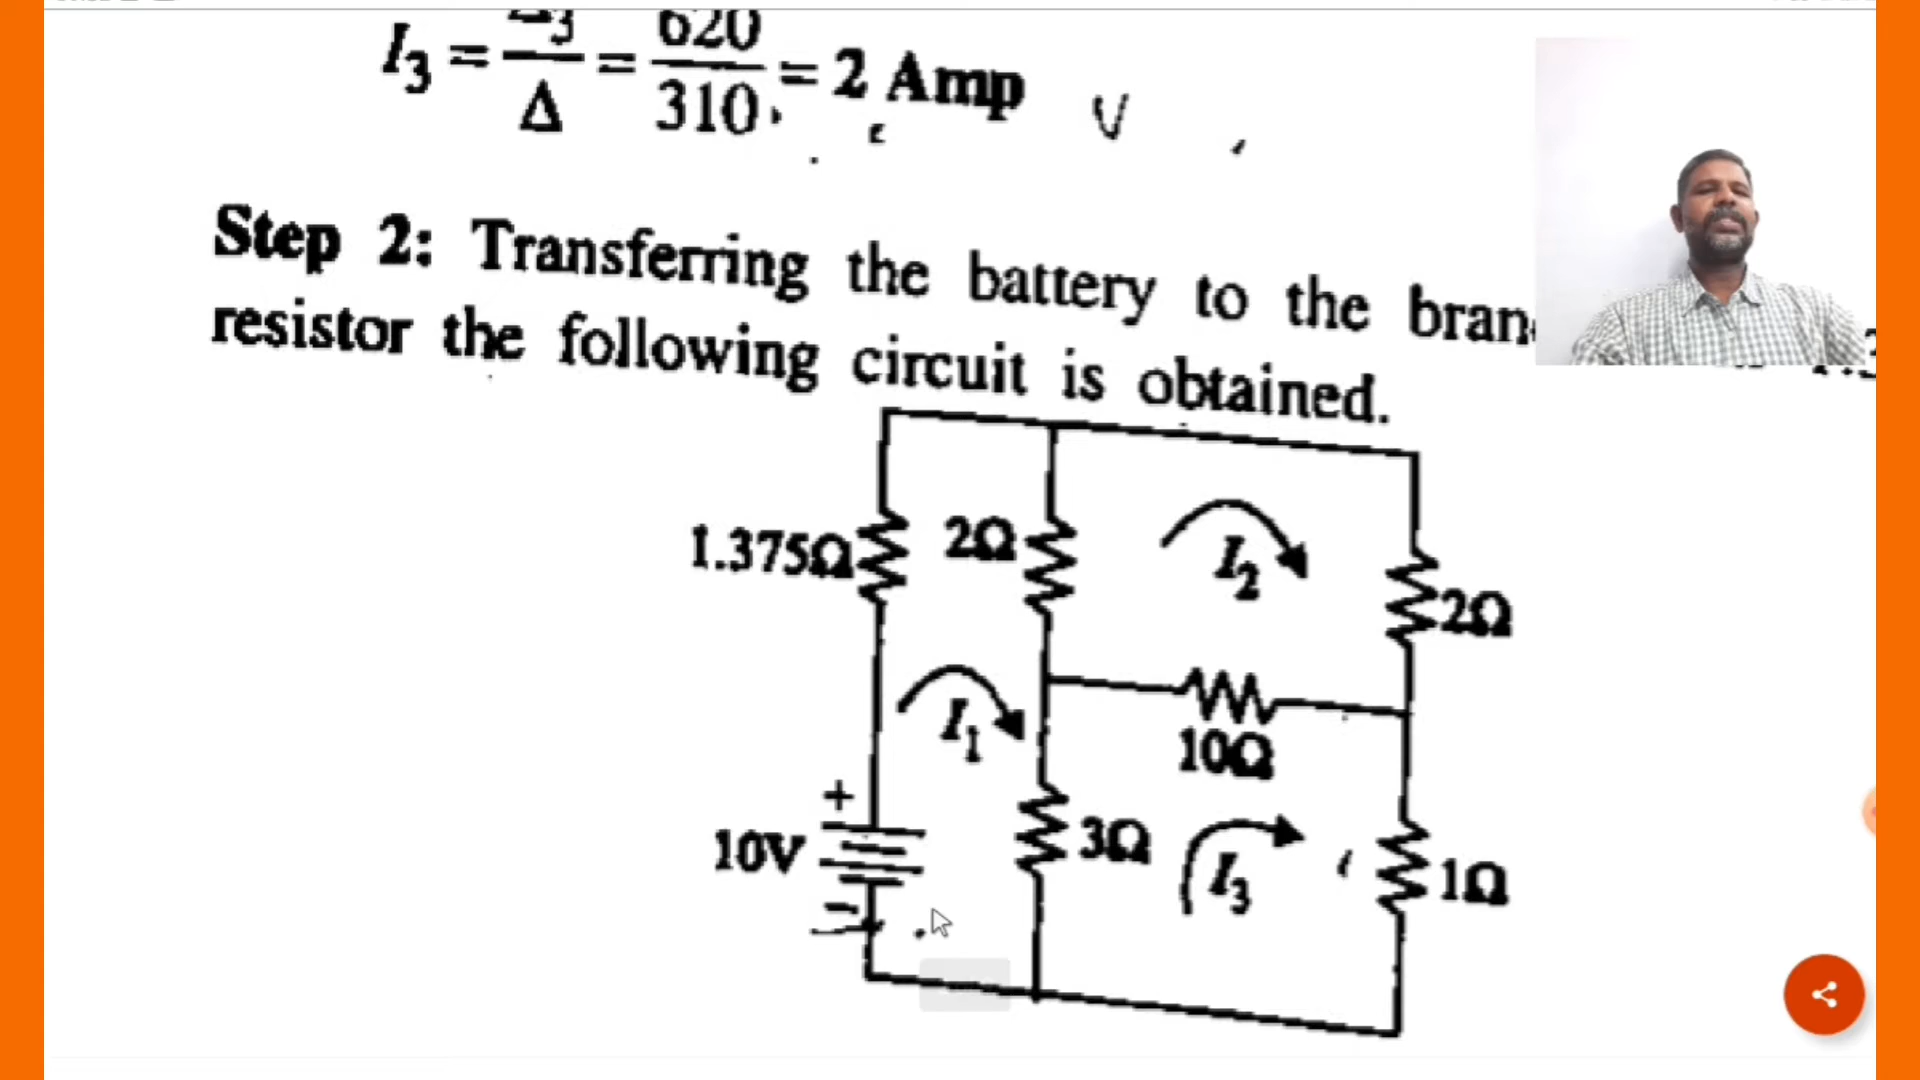 I3 = Δ3/Δ = 620/310 = 2 Amp
Step 2: Transferring the battery to the
resistor the following circuit is obtained.
1.375Ω
2Ω
I2
2Ω
I1
10Ω
+
10V
3Ω
I3
1Ω
−